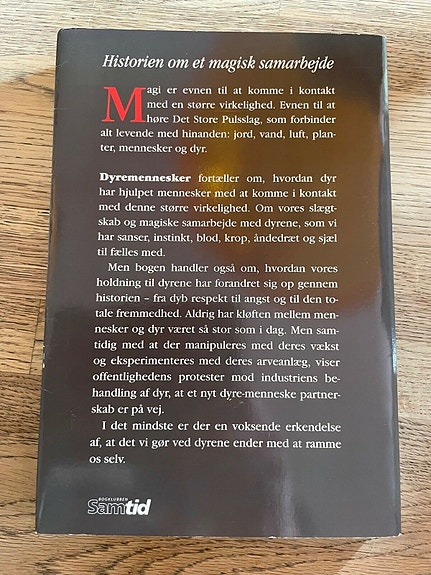 Historien om et magisk samarbejde
Magi er evnen til at komme i kontakt
med en større virkelighed. Evnen til at
høre Det Store Pulsslag, som forbinder
alt levende med hinanden: jord, vand, luft, plan-
ter, mennesker og dyr.
Dyremennesker fortæller om, hvordan dyr
har hjulpet mennesker med at komme i kontakt
med denne større virkelighed. Om vores slægt-
skab og magiske samarbejde med dyrene, som vi
har sanser, instinkt, blod, krop, åndedræt og sjæl
til fælles med.
Men bogen handler også om, hvordan vores
holdning til dyrene har forandret sig op gennem
historien – fra dyb respekt til angst og til den to-
tale fremmedhed. Aldrig har kløften mellem men-
nesker og dyr været så stor som i dag. Men sam-
tidig med at der manipuleres med deres vækst
og eksperimenteres med deres arveanlæg, viser
offentlighedens protester mod industriens be-
handling af dyr, at et nyt dyre-menneske partner-
skab er på vej.
I det mindste er der en voksende erkendelse
af, at det vi gør ved dyrene ender med at ramme
os selv.
BOGKLUBBEN
Samtid